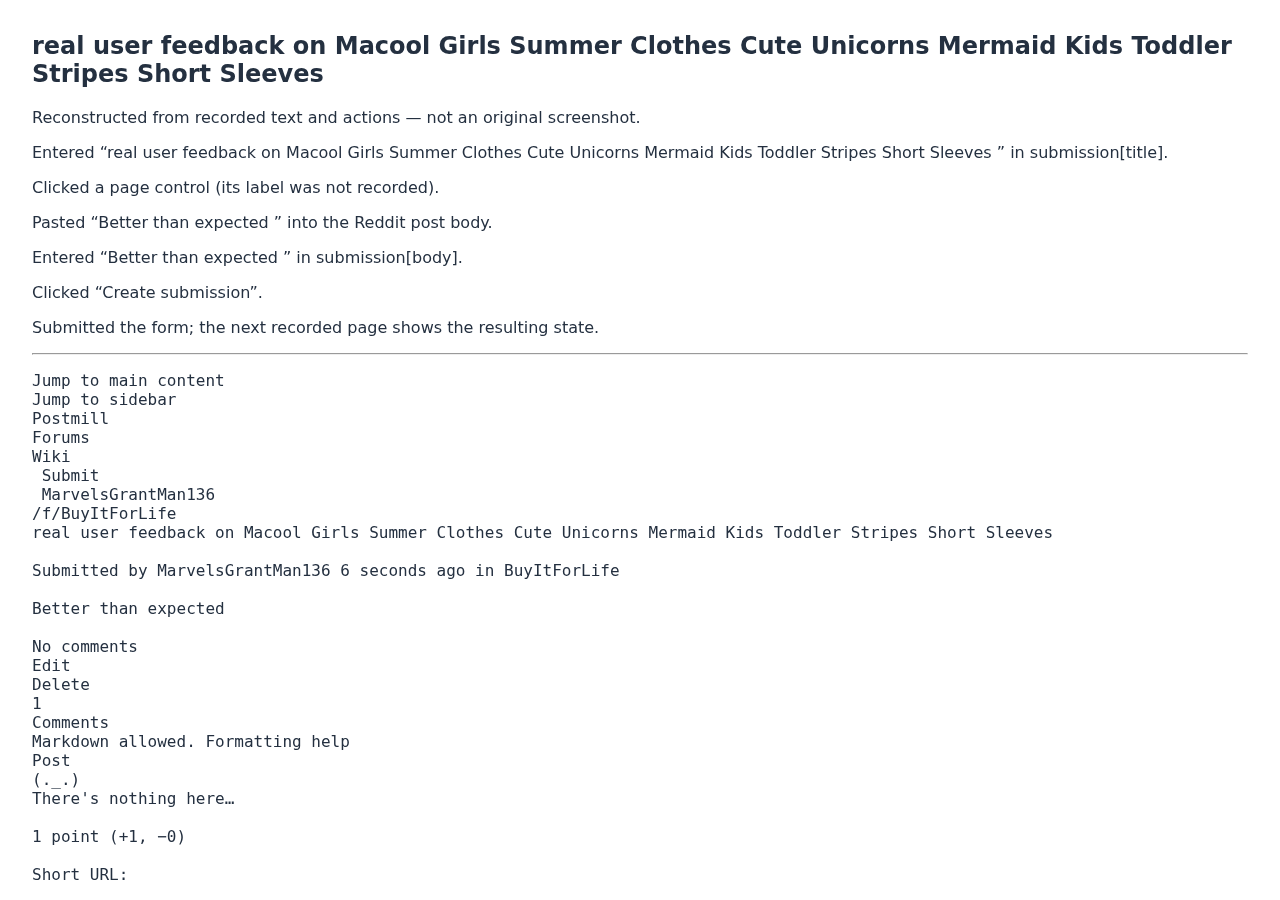 real user feedback on Macool Girls Summer Clothes Cute Unicorns Mermaid Kids Toddler
Stripes Short Sleeves
Reconstructed from recorded text and actions — not an original screenshot.
Entered “real user feedback on Macool Girls Summer Clothes Cute Unicorns Mermaid Kids Toddler Stripes Short Sleeves ” in submission[title].
Clicked a page control (its label was not recorded).
Pasted “Better than expected ” into the Reddit post body.
Entered “Better than expected ” in submission[body].
Clicked “Create submission”.
Submitted the form; the next recorded page shows the resulting state.
Jump to main content
Jump to sidebar
Postmill
Forums
Wiki
Submit
MarvelsGrantMan136
/f/BuyItForLife
real user feedback on Macool Girls Summer Clothes Cute Unicorns Mermaid Kids Toddler Stripes Short Sleeves
Submitted by MarvelsGrantMan136 6 seconds ago in BuyItForLife
Better than expected
No comments
Edit
Delete
1
Comments
Markdown allowed. Formatting help
Post
(._.)
There's nothing here…
1 point (+1, −0)
Short URL: